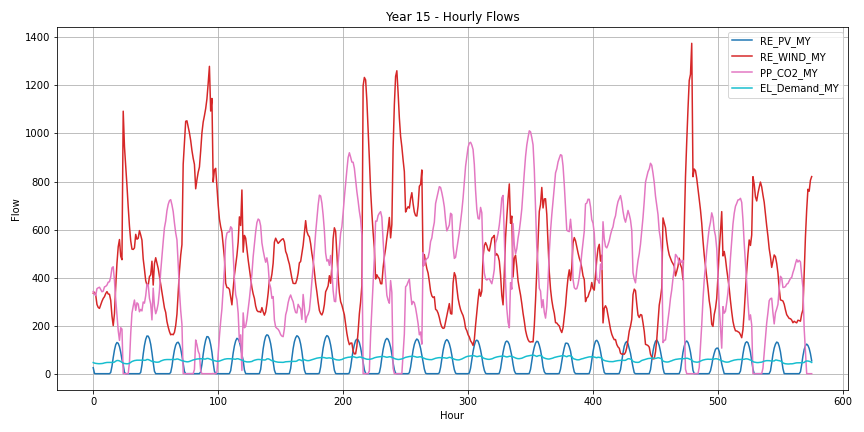 Year 15 - Hourly Flows
RE_PV_MY
RE_WIND_MY
PP_CO2_MY
EL_Demand_MY
1400
1200
1000
800
600
400
200
0
Flow
0 100 200 300 400 500 600
Hour